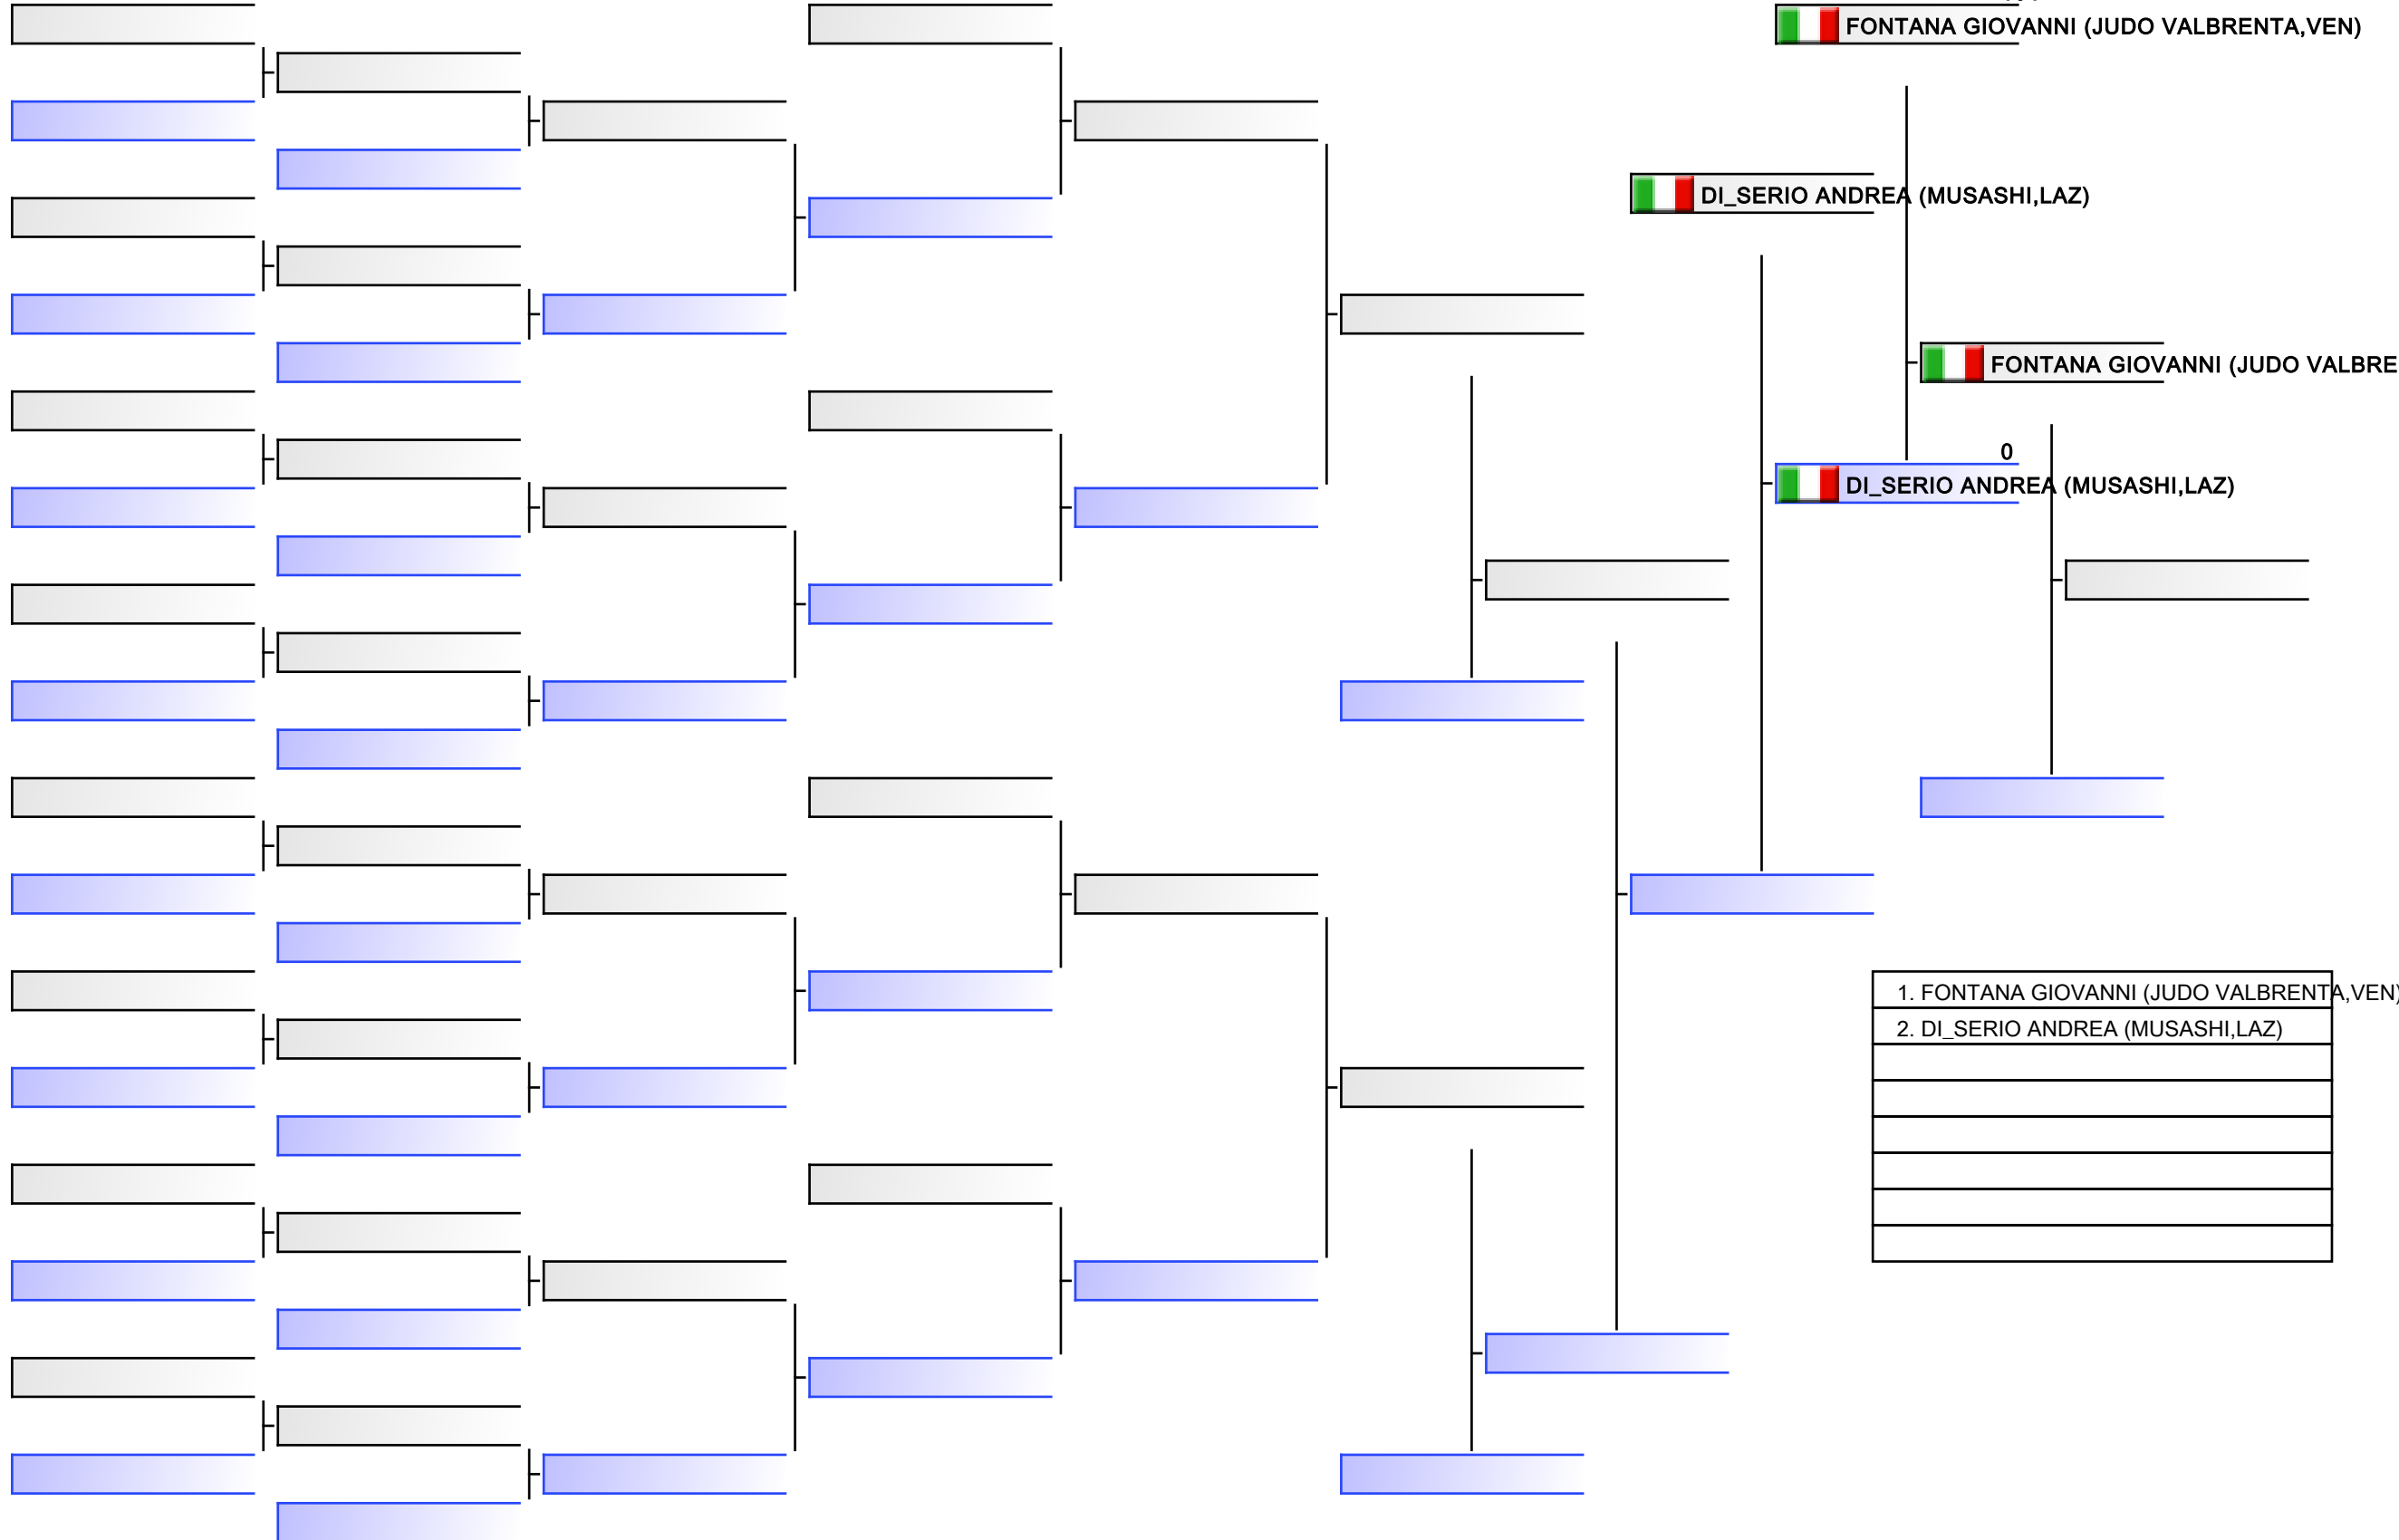 FONTANA GIOVANNI (JUDO VALBRENTA,VEN)
DI_SERIO ANDREA (MUSASHI,LAZ)
FONTANA GIOVANNI (JUDO VALBRE
0
DI_SERIO ANDREA (MUSASHI,LAZ)
1. FONTANA GIOVANNI (JUDO VALBRENTA,VEN)
2. DI_SERIO ANDREA (MUSASHI,LAZ)